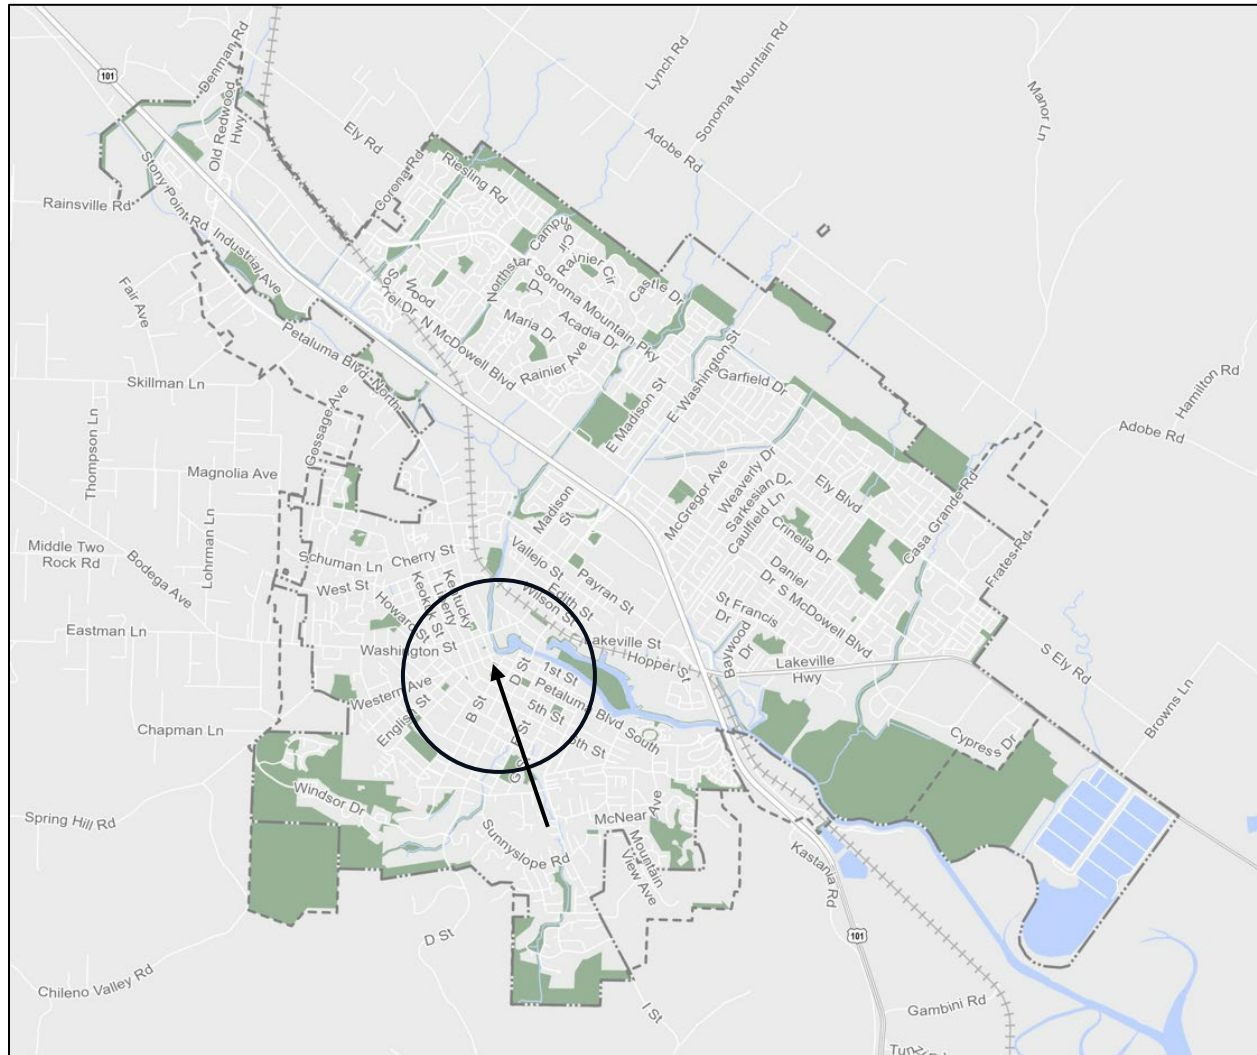 Denman Rd
Old Redwood
Hwy
101
Lynch Rd
Sonoma Mountain Rd
Manor Ln
Ely Rd
Adobe Rd
Corona Rd
Riesling Rd
Stony Point Rd
Rainsville Rd
Industrial Ave
Campus
Cir
Rainier Cir
Northstar
Sonoma Mountain Pky
Castle Dr
Wood
Sorrel Dr
N McDowell Blvd
Maria Dr
Acadia Dr
Rainier Ave
Fair Ave
Petaluma Blvd North
Skillman Ln
Gossage Ave
Thompson Ln
E Madison St
E Washington St
Garfield Dr
Hamilton Rd
Adobe Rd
Magnolia Ave
Lohrman Ln
McGregor Ave
Weaverly Dr
Sarkesian Dr
Caulfield Ln
Ely Blvd
Crinella Dr
Casa Grande Rd
Frates Rd
Madison
St
Middle Two
Rock Rd
Bodega Ave
Schuman Ln
Cherry St
Vallejo St
Payran St
Edith St
Wilson St
Daniel
Dr
S McDowell Blvd
St Francis
Dr
West St
Howard St
Keokuk St
Liberty
Kentucky
Eastman Ln
Washington St
Lakeville St
Hopper St
Baywood
Dr
Lakeville
Hwy
S Ely Rd
Browns Ln
Western Ave
English St
B St
D St
1st St
Petaluma Blvd South
5th St
8th St
F St
G St
Chapman Ln
Cypress Dr
Windsor Dr
Spring Hill Rd
McNear Ave
Sunnyslope Rd
Mountain
View Ave
Kastania Rd
D St
101
Chileno Valley Rd
I St
Gambini Rd